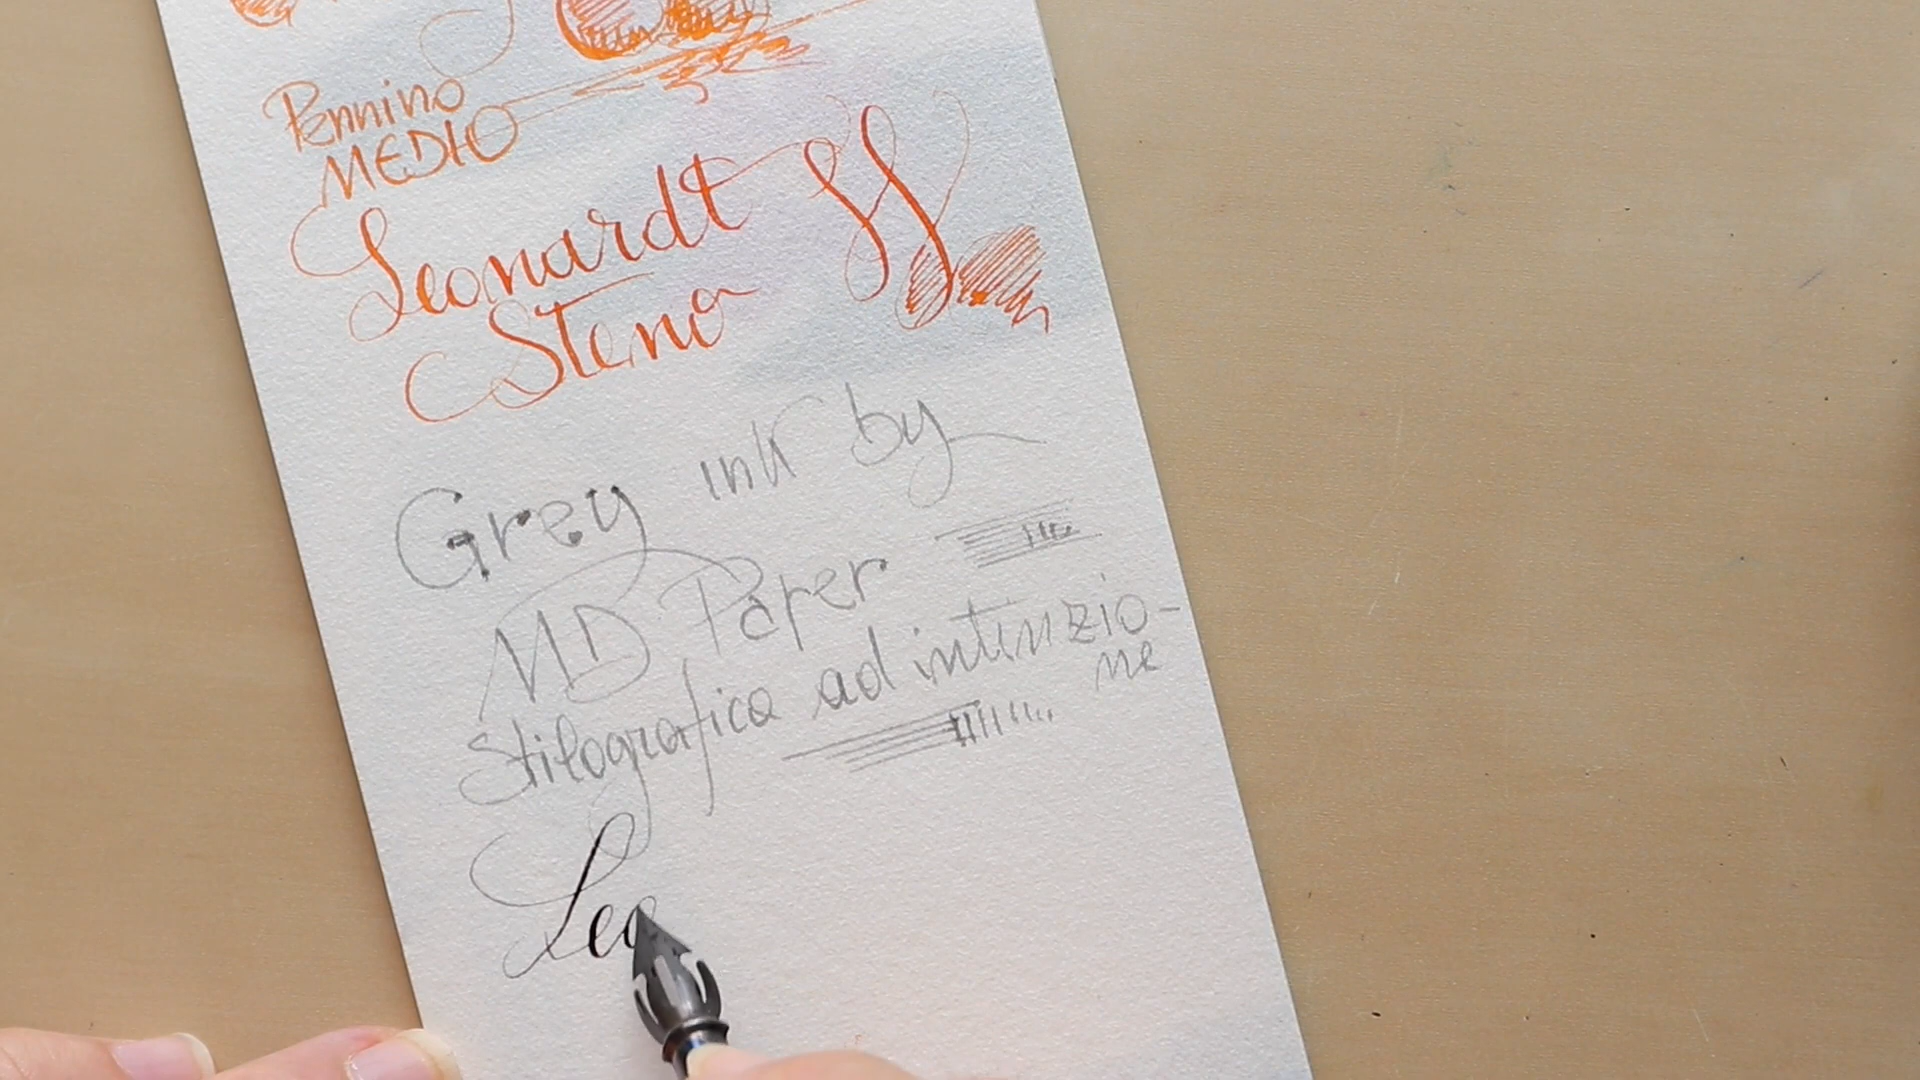 Pennino
MEDIO
Leonardt
Steno
Grey ink by
MD Paper
stilografica ad intenzio-
ne
Leo